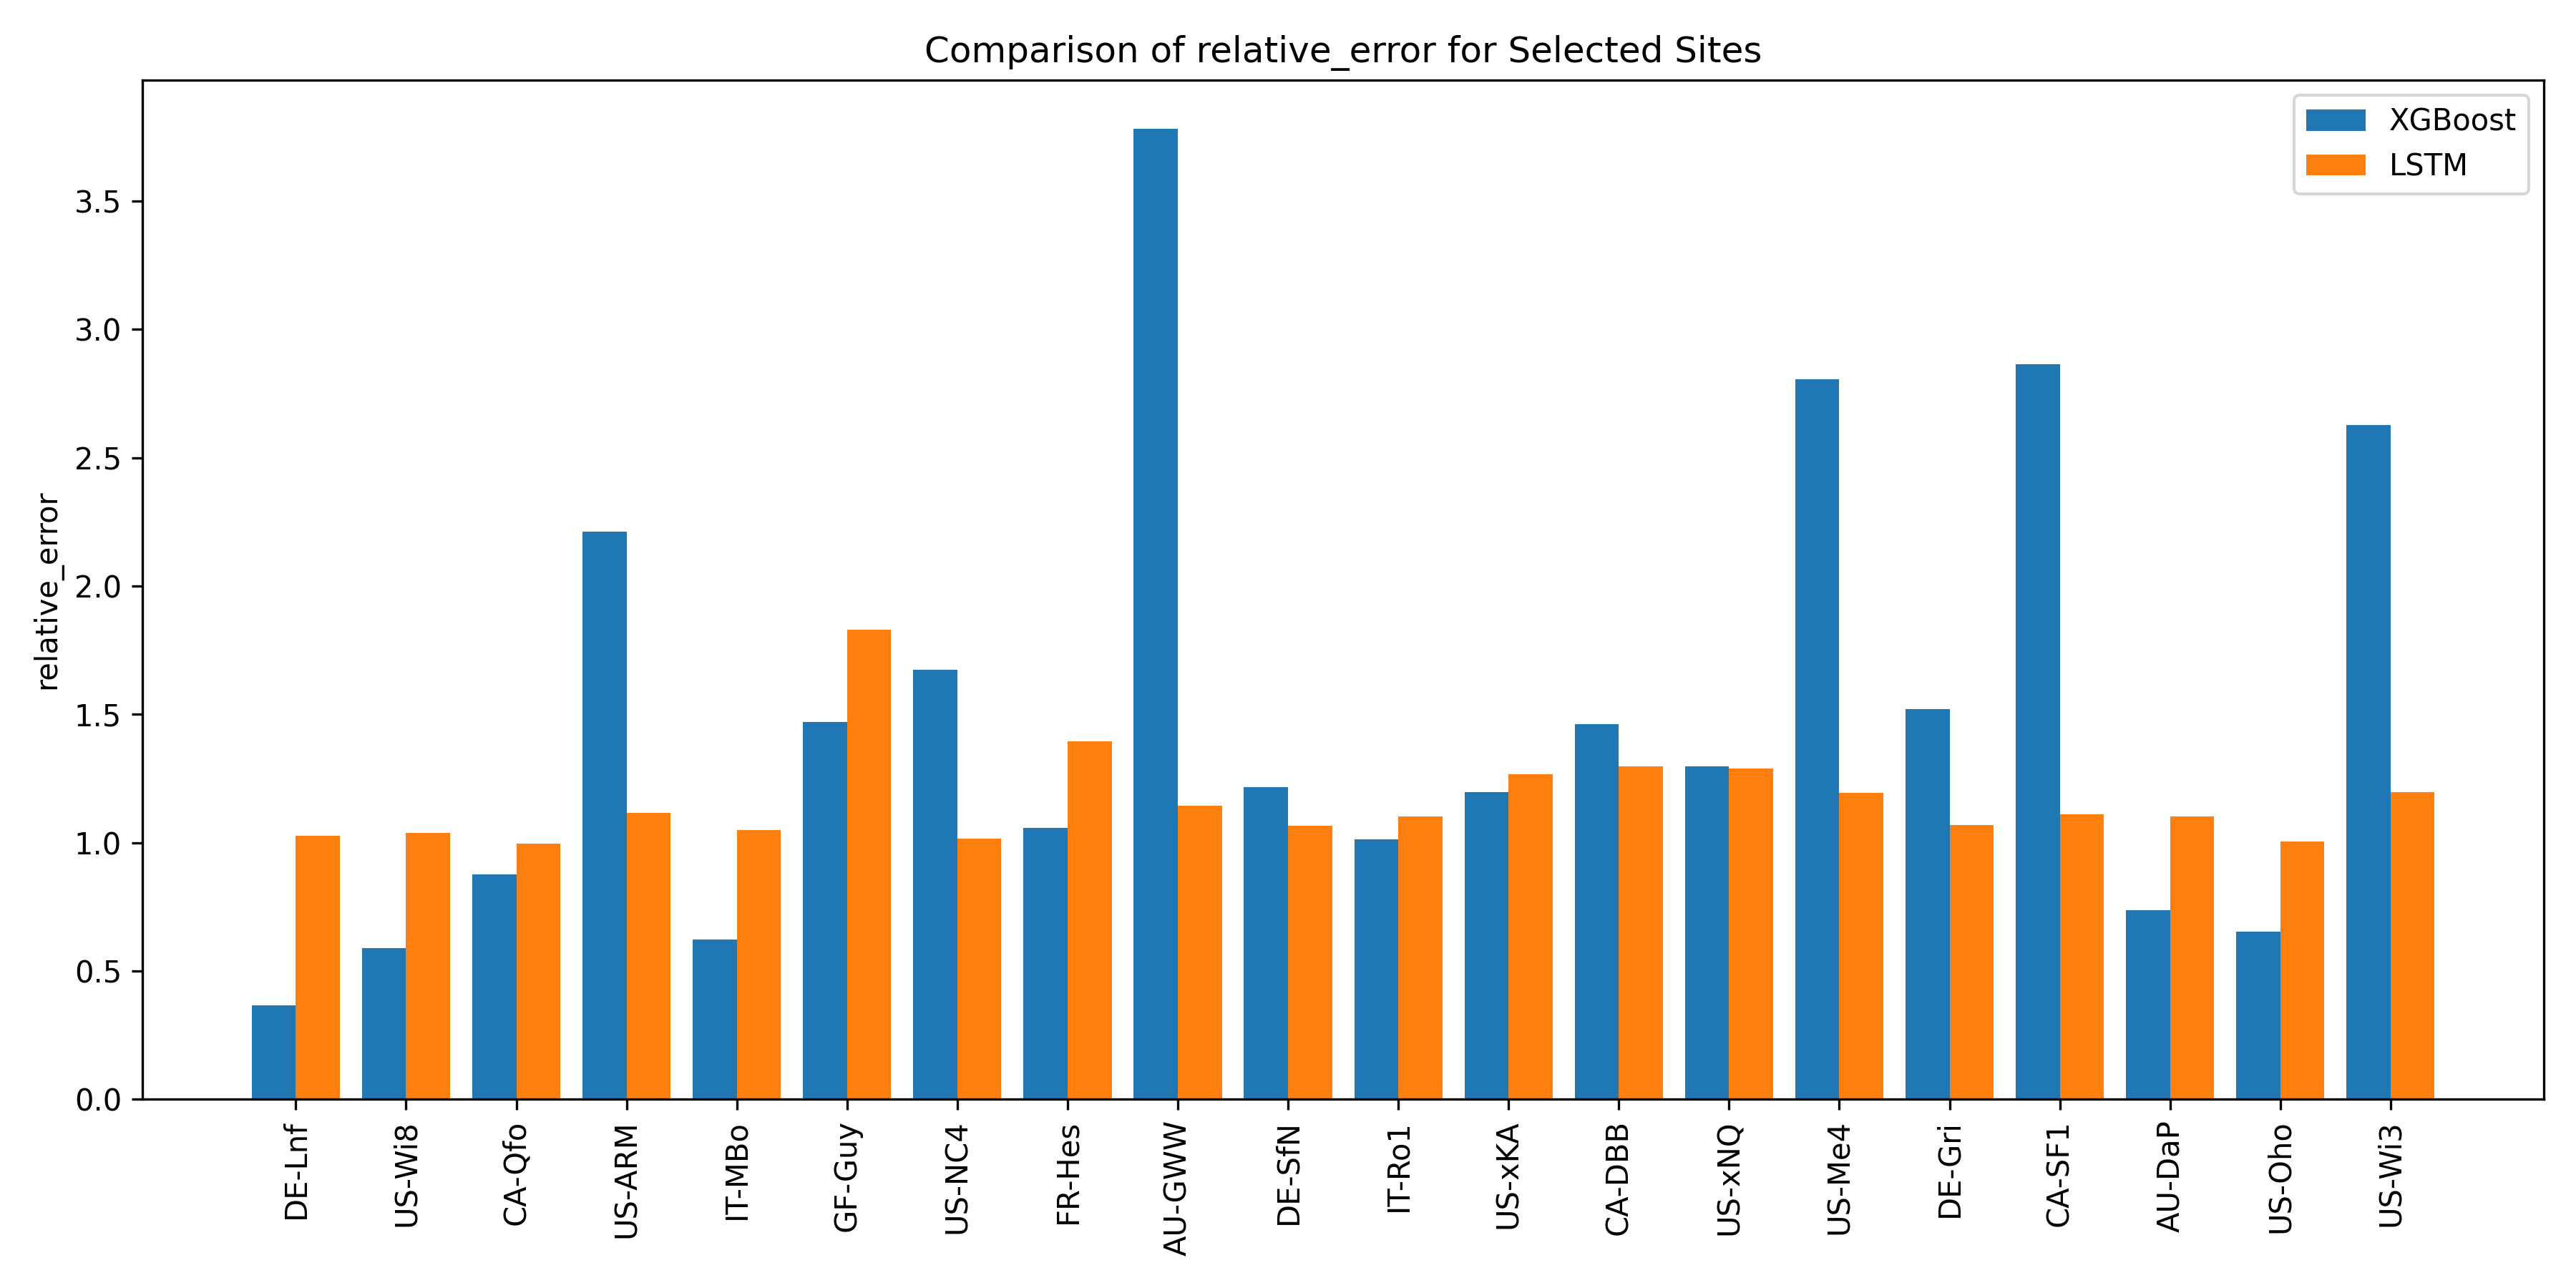 Comparison of relative_error for Selected Sites
XGBoost
LSTM
relative_error
3.5
3.0
2.5
2.0
1.5
1.0
0.5
0.0
DE-Lnf
US-Wi8
CA-Qfo
US-ARM
IT-MBo
GF-Guy
US-NC4
FR-Hes
AU-GWW
DE-SfN
IT-Ro1
US-xKA
CA-DBB
US-xNQ
US-Me4
DE-Gri
CA-SF1
AU-DaP
US-Oho
US-Wi3